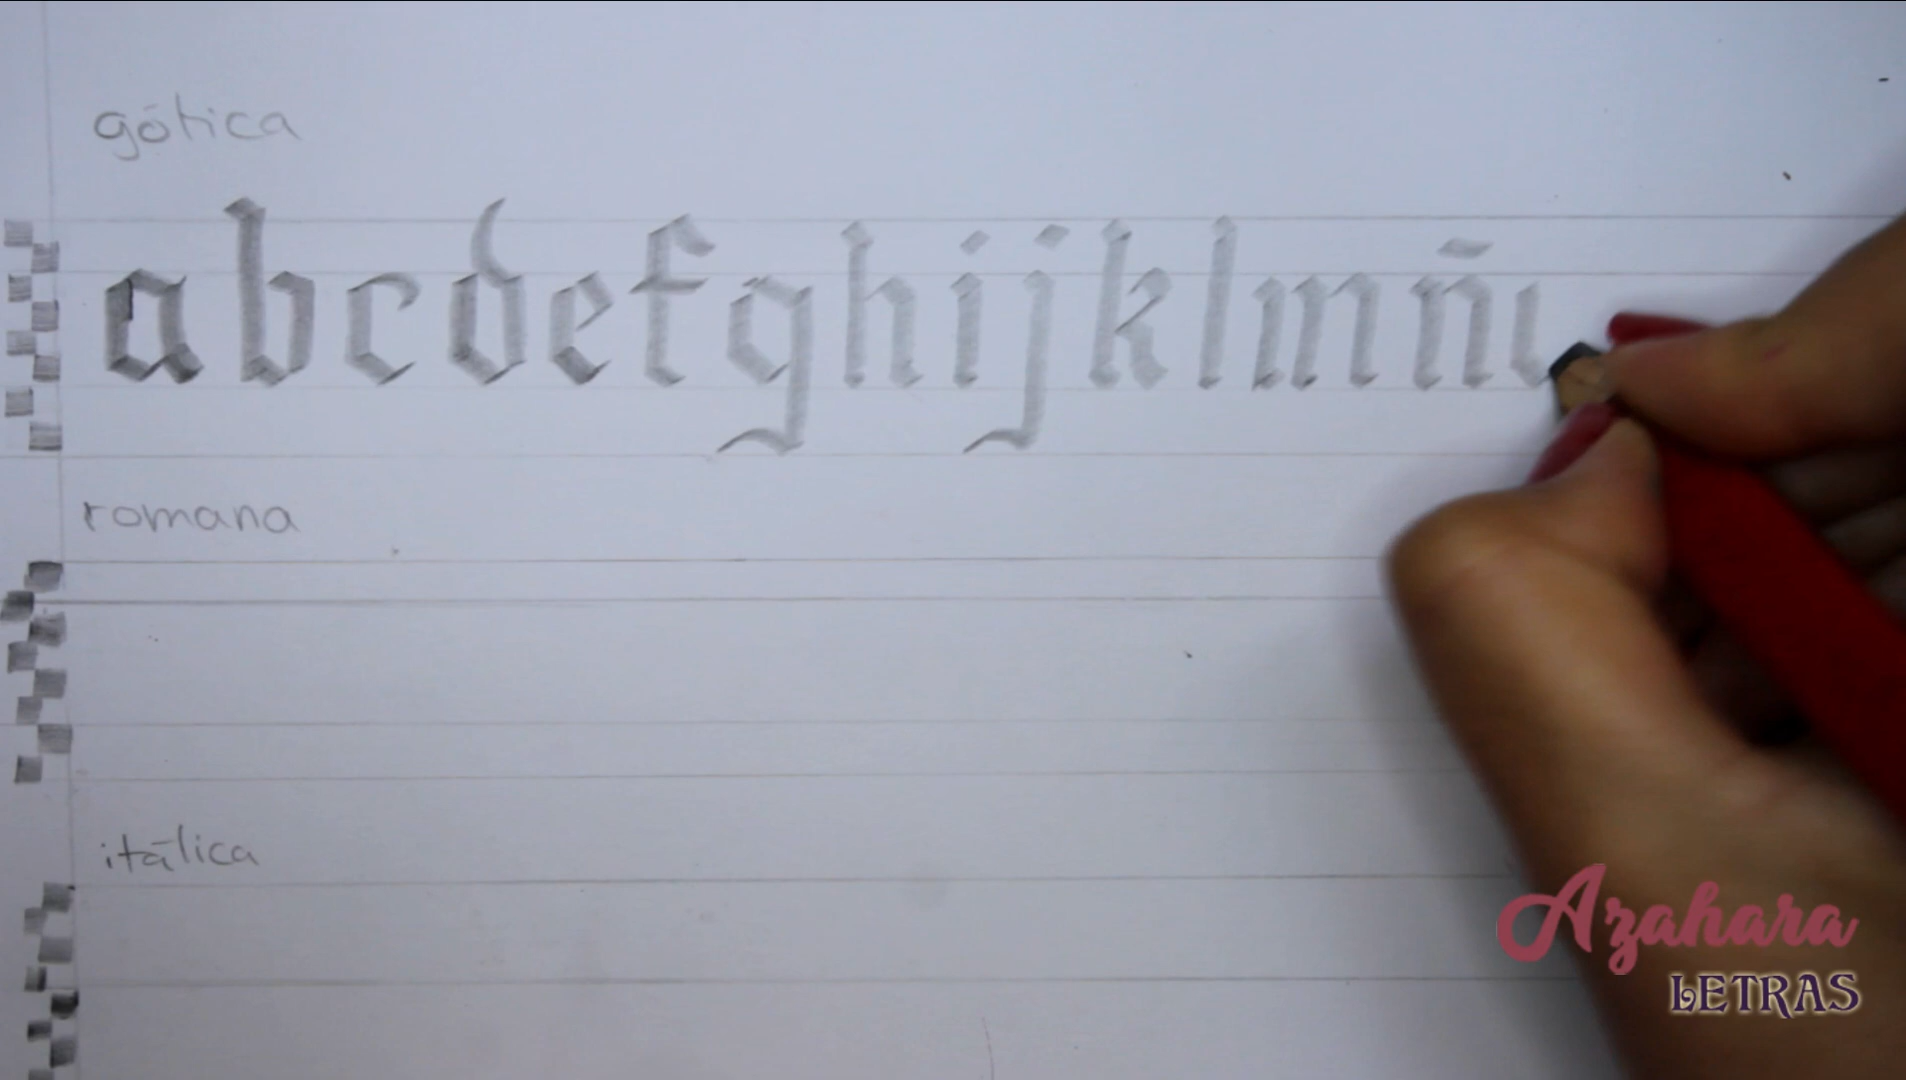 gótica
abcdefghijklmñ
romana
itálica
Azahara
LETRAS